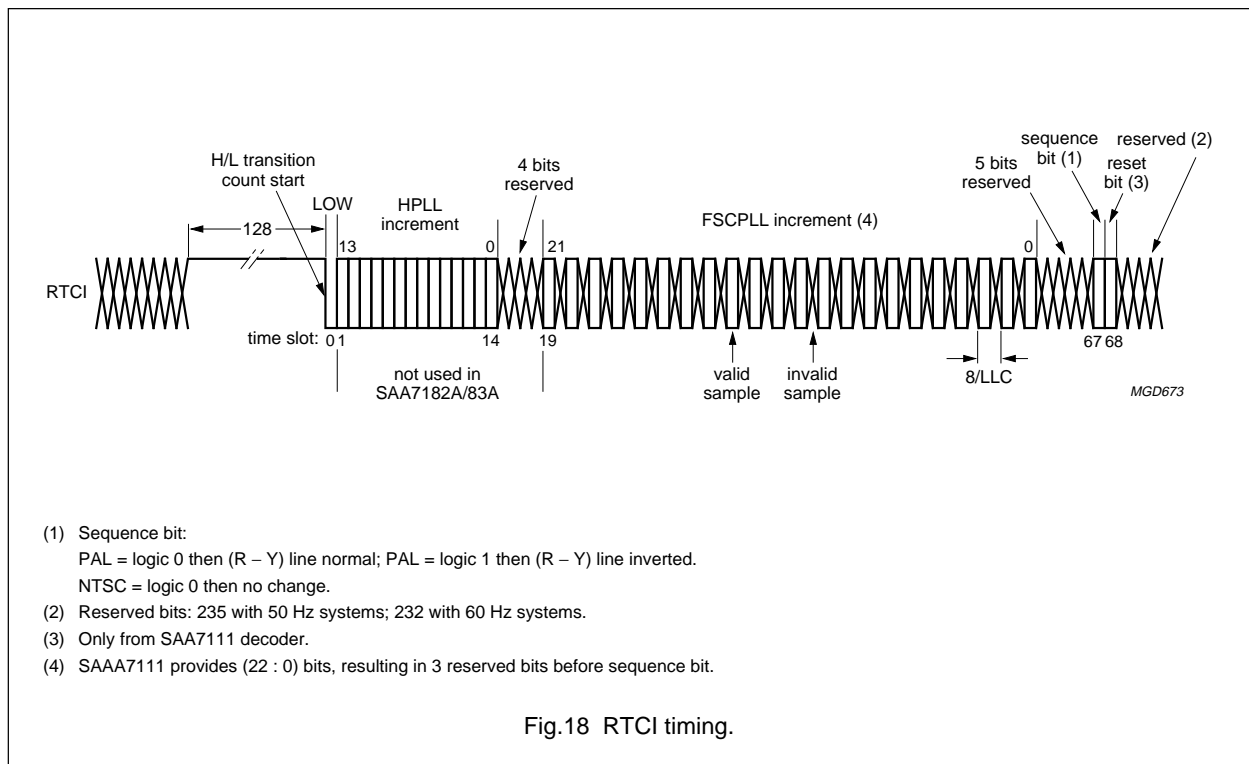 sequence bit (1)
reserved (2)
5 bits reserved
reset bit (3)
H/L transition count start
4 bits reserved
LOW
HPLL increment
FSCPLL increment (4)
128
13
0
21
0
RTCI
time slot:
0 1
14
19
67 68
not used in SAA7182A/83A
valid sample
invalid sample
8/LLC
MGD673
(1) Sequence bit:
PAL = logic 0 then (R − Y) line normal; PAL = logic 1 then (R − Y) line inverted.
NTSC = logic 0 then no change.
(2) Reserved bits: 235 with 50 Hz systems; 232 with 60 Hz systems.
(3) Only from SAA7111 decoder.
(4) SAAA7111 provides (22 : 0) bits, resulting in 3 reserved bits before sequence bit.
Fig.18 RTCI timing.